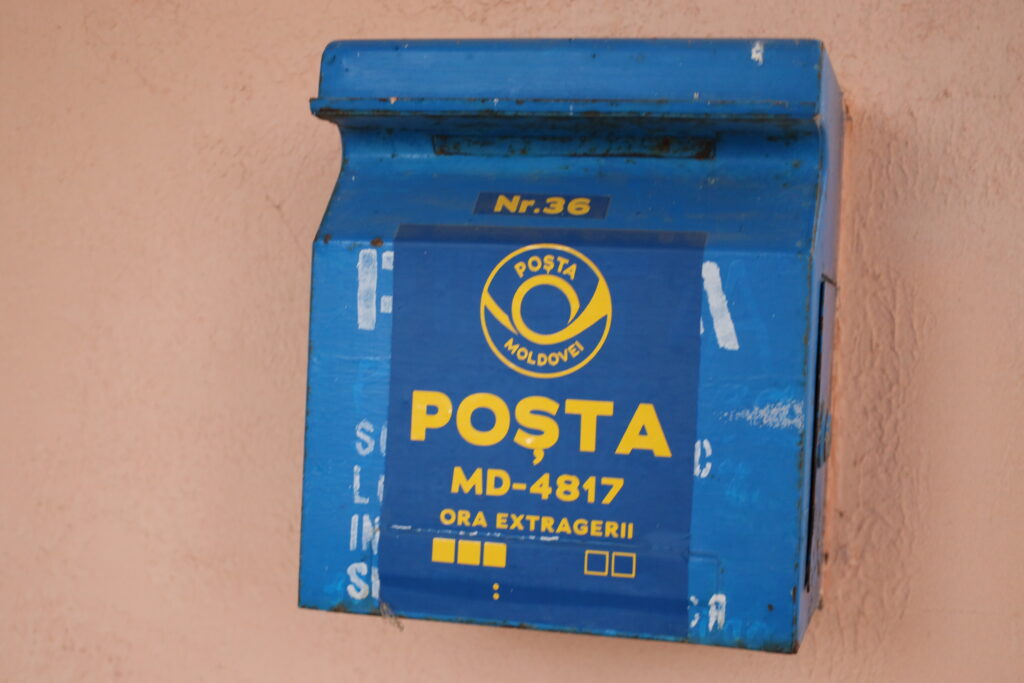 Nr.36
POȘTA
MOLDOVEI
POȘTA
MD-4817
ORA EXTRAGERII
: